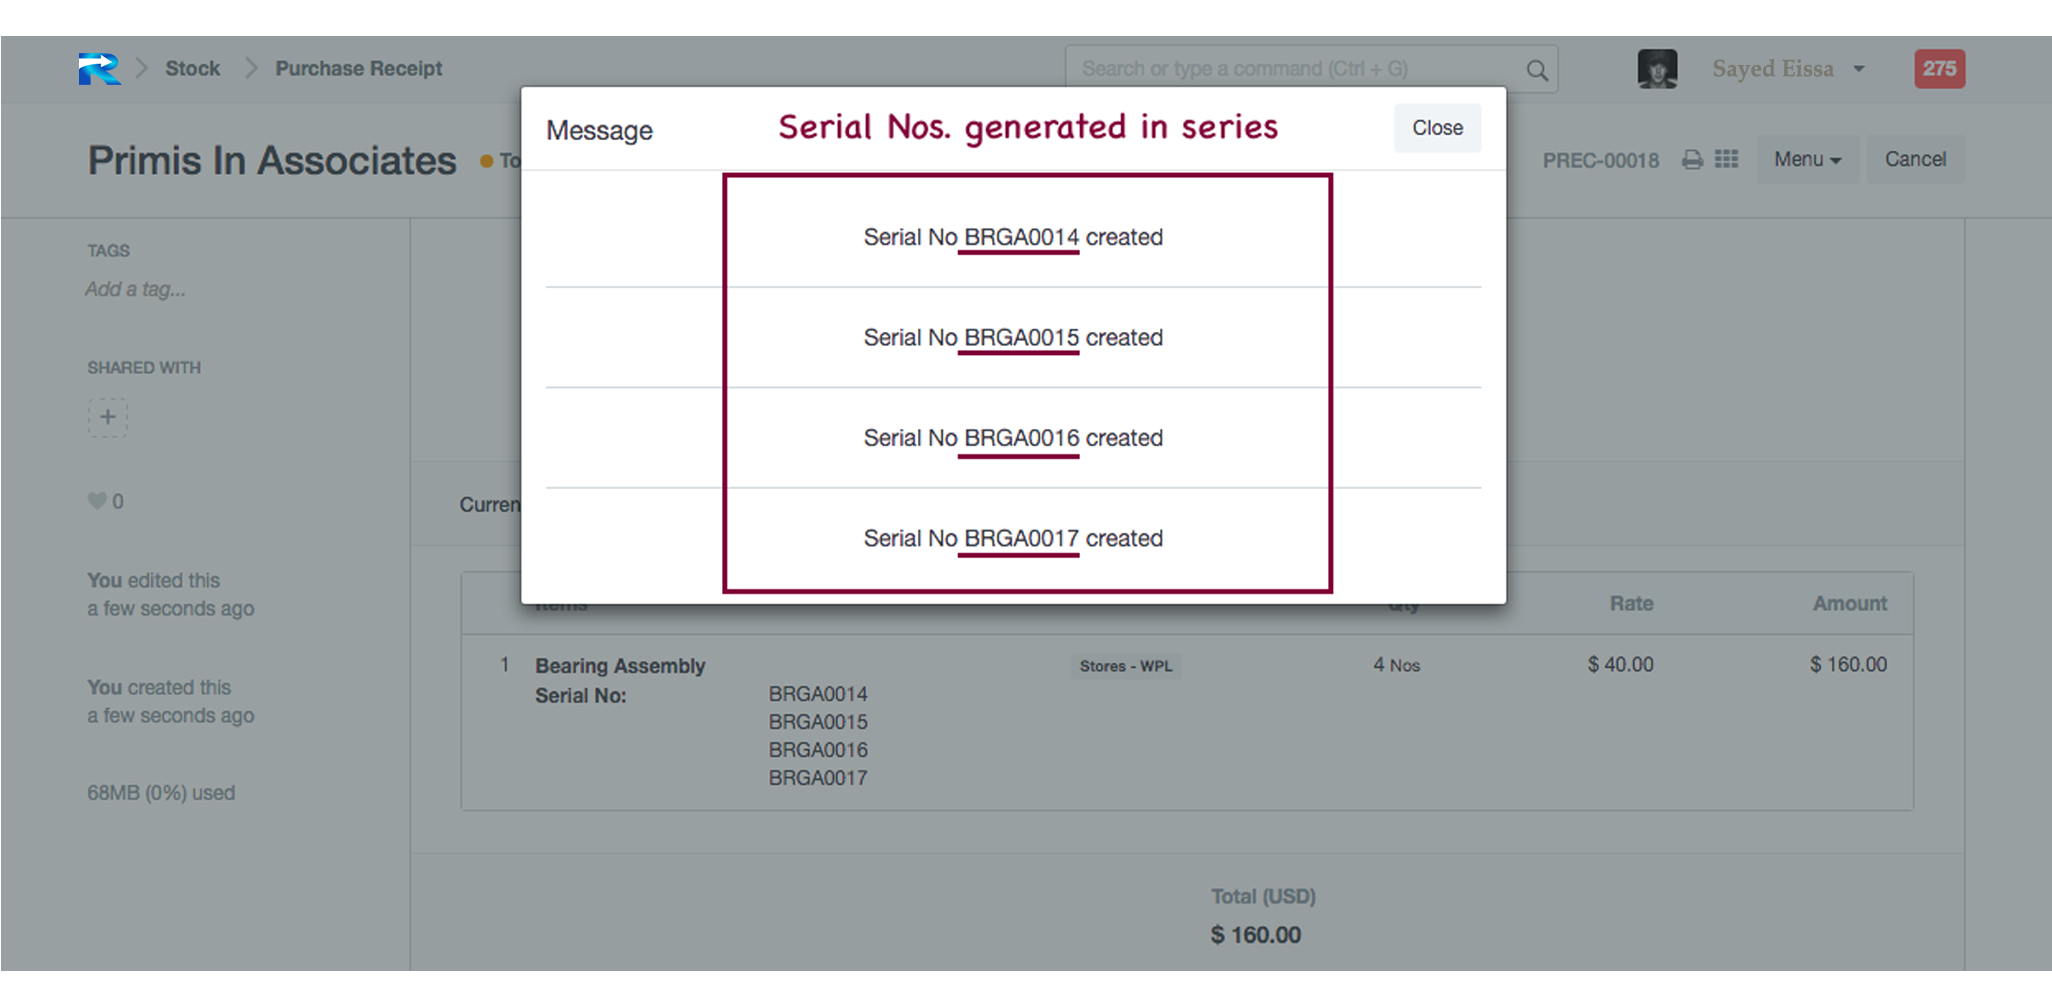 Stock
Purchase Receipt
Search or type a command (Ctrl + G)
Sayed Eissa
275
Primis In Associates
To
PREC-00018
Menu
Cancel
Message
Serial Nos. generated in series
Close
Serial No BRGA0014 created
Serial No BRGA0015 created
Serial No BRGA0016 created
Serial No BRGA0017 created
TAGS
Add a tag...
SHARED WITH
+
0
You edited this
a few seconds ago
You created this
a few seconds ago
68MB (0%) used
Curren
Items Qty Rate Amount
1 Bearing Assembly Stores - WPL 4 Nos $ 40.00 $ 160.00
Serial No:
BRGA0014
BRGA0015
BRGA0016
BRGA0017
Total (USD)
$ 160.00